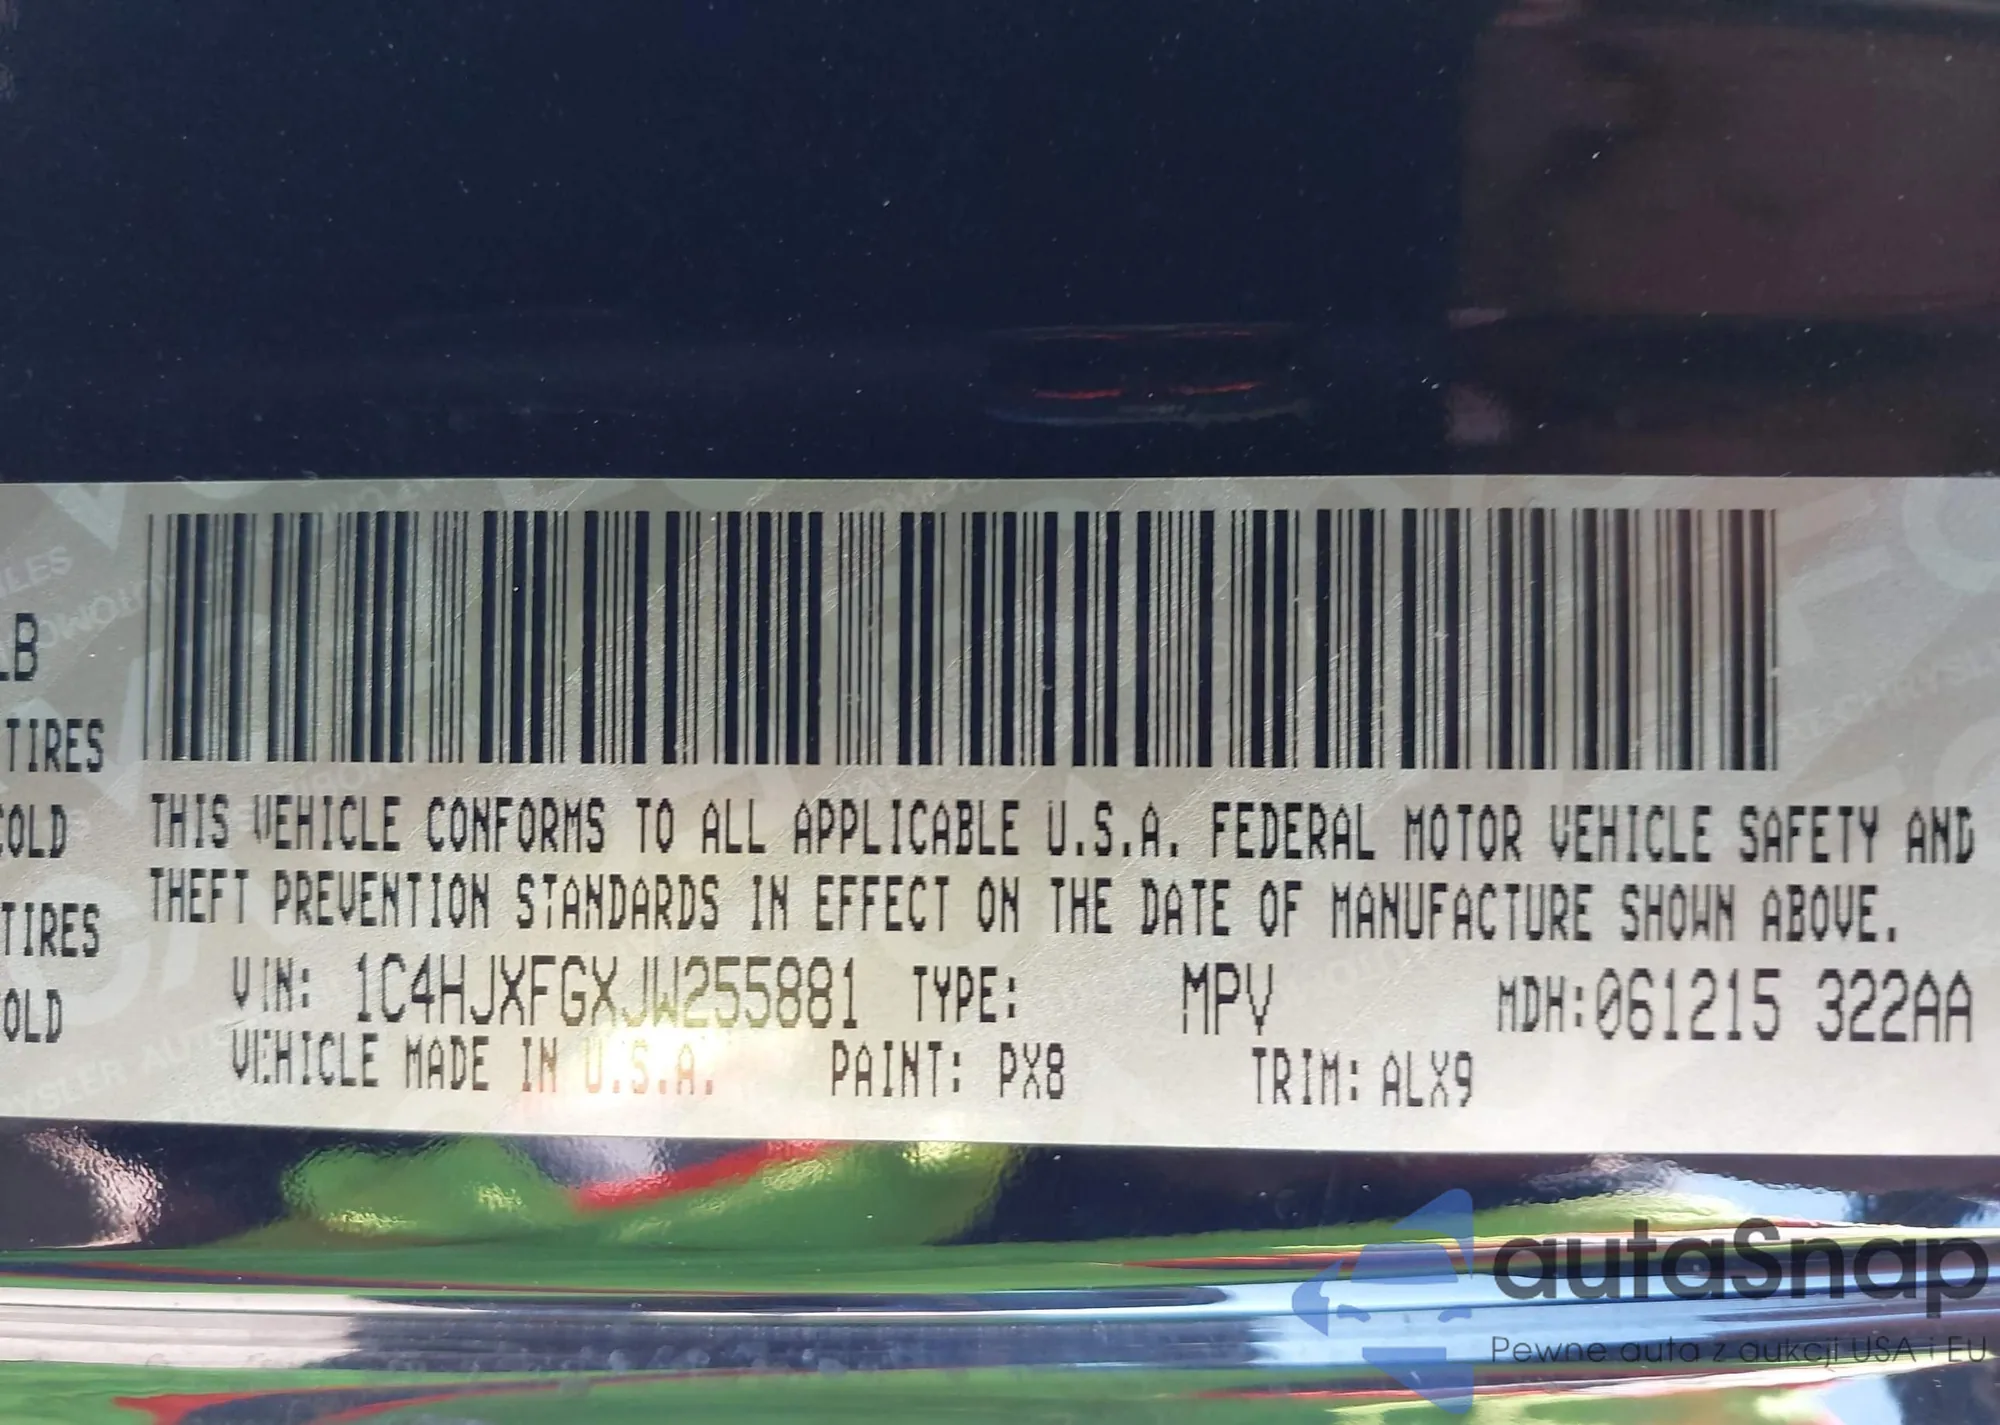 LB
TIRES
COLD
TIRES
OLD
THIS VEHICLE CONFORMS TO ALL APPLICABLE U.S.A. FEDERAL MOTOR VEHICLE SAFETY AND
THEFT PREVENTION STANDARDS IN EFFECT ON THE DATE OF MANUFACTURE SHOWN ABOVE.
VIN: 1C4HJXFGXJW255881 TYPE: MPV MDH:061215 322AA
VEHICLE MADE IN U.S.A. PAINT: PX8 TRIM: ALX9
autaSnap
Pewne auta z aukcji USA i EU